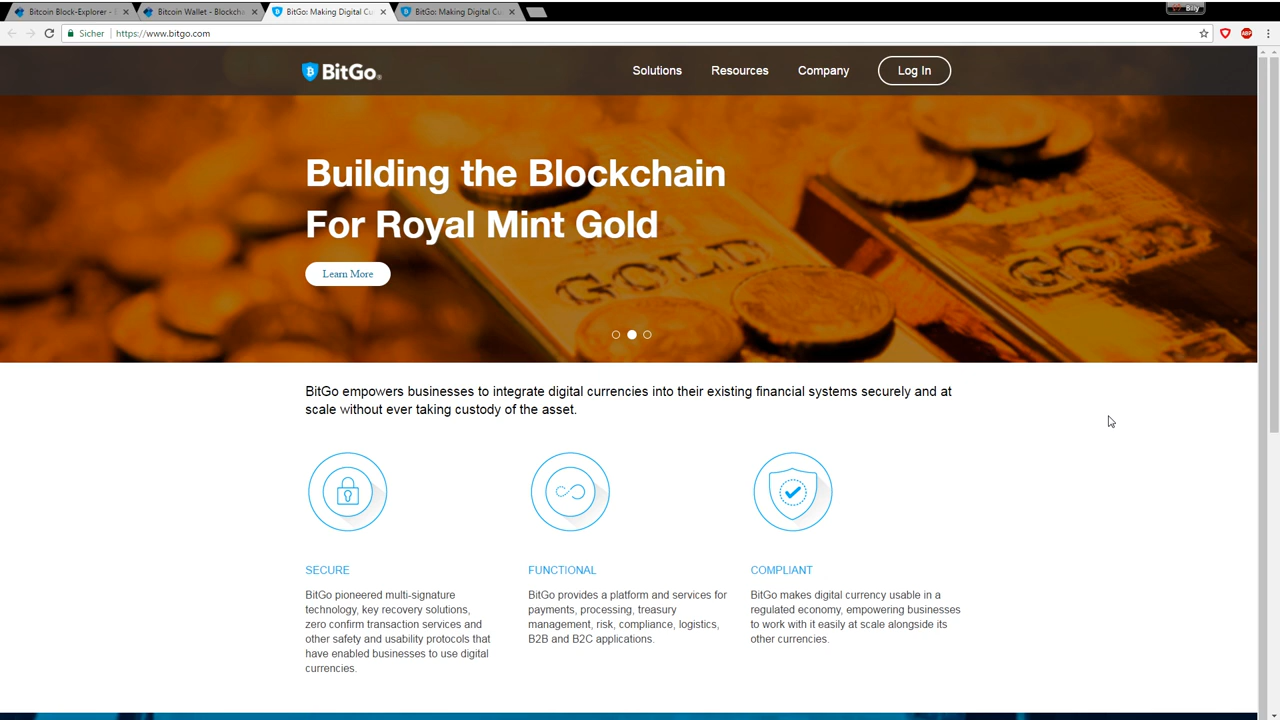 Bitcoin Block-Explorer -
Bitcoin Wallet - Blockcha
BitGo: Making Digital Cu
BitGo: Making Digital Cu
Billy
Sicher
https://www.bitgo.com
ABP
BitGo
Solutions
Resources
Company
Log In
Building the Blockchain
For Royal Mint Gold
Learn More
GOLD
GOLD
BitGo empowers businesses to integrate digital currencies into their existing financial systems securely and at
scale without ever taking custody of the asset.
SECURE
BitGo pioneered multi-signature
technology, key recovery solutions,
zero confirm transaction services and
other safety and usability protocols that
have enabled businesses to use digital
currencies.
FUNCTIONAL
BitGo provides a platform and services for
payments, processing, treasury
management, risk, compliance, logistics,
B2B and B2C applications.
COMPLIANT
BitGo makes digital currency usable in a
regulated economy, empowering businesses
to work with it easily at scale alongside its
other currencies.